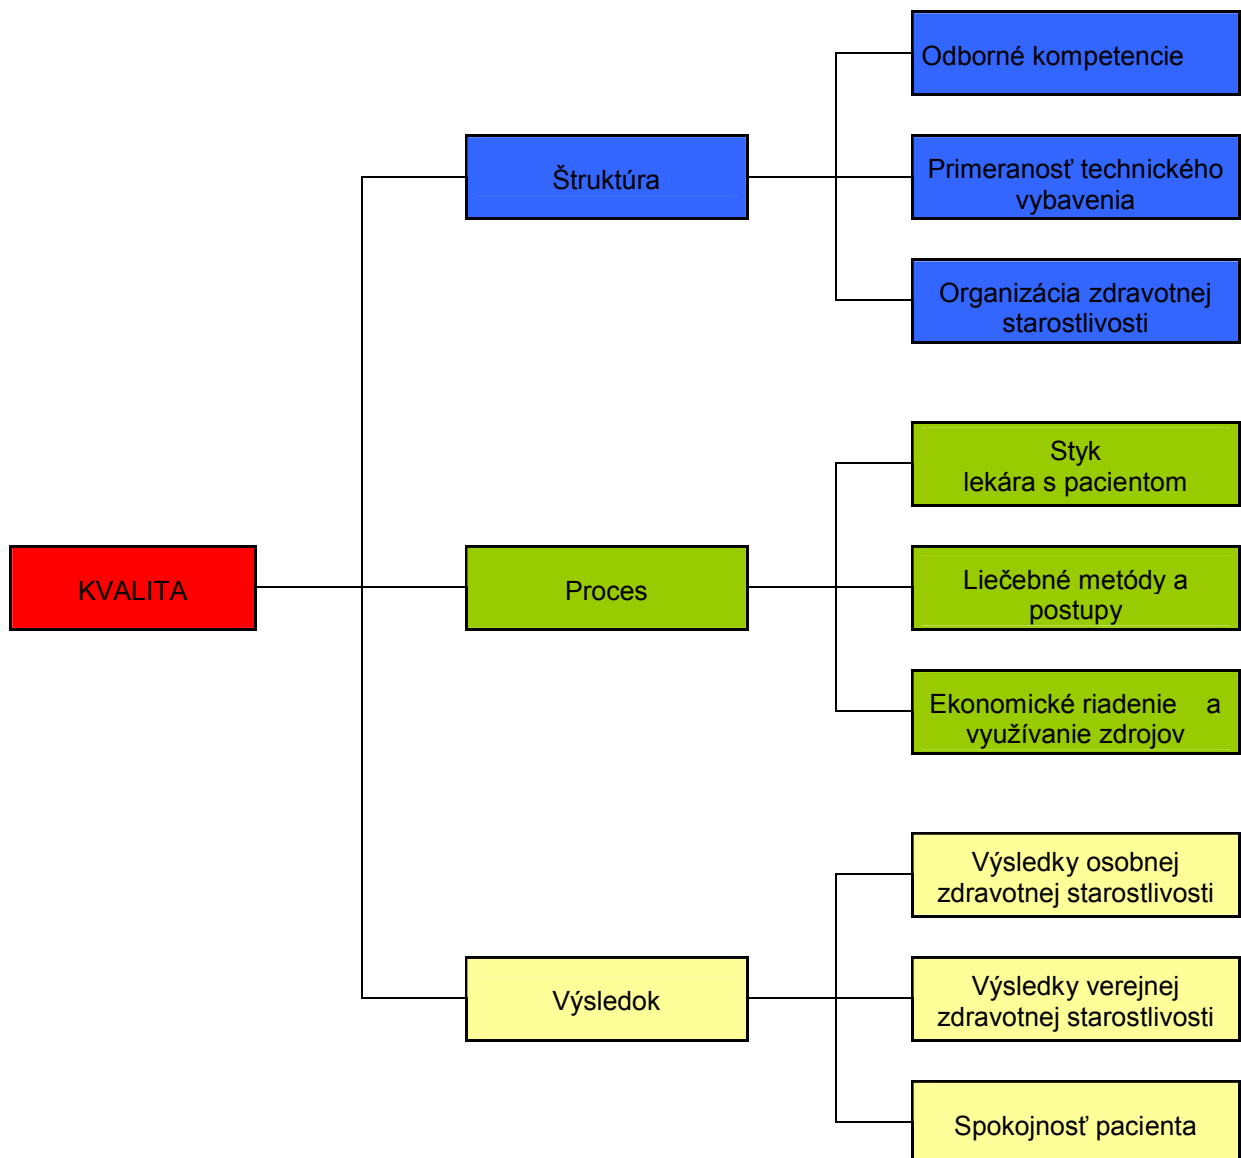 Odborné kompetencie
Štruktúra
Primeranosť technického
vybavenia
Organizácia zdravotnej
starostlivosti
Styk
lekára s pacientom
KVALITA
Proces
Liečebné metódy a
postupy
Ekonomické riadenie a
využívanie zdrojov
Výsledky osobnej
zdravotnej starostlivosti
Výsledok
Výsledky verejnej
zdravotnej starostlivosti
Spokojnosť pacienta